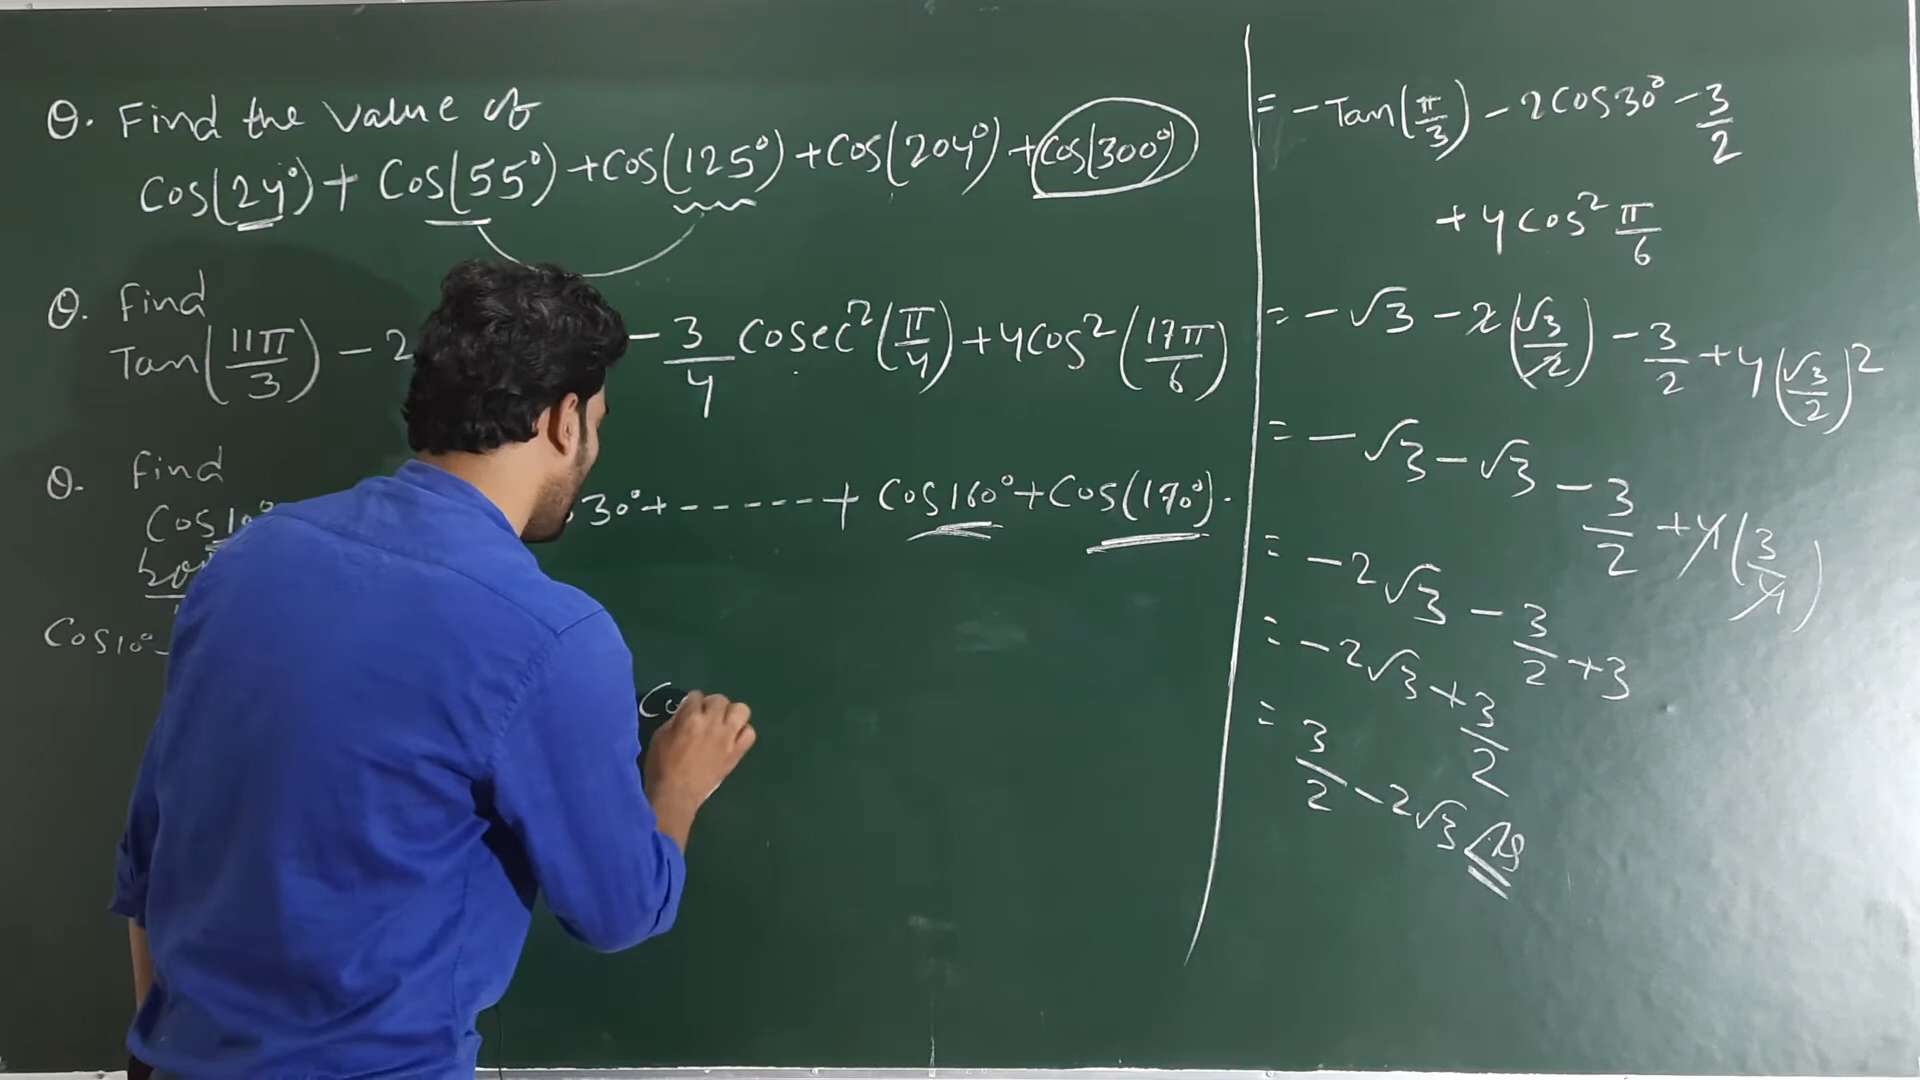 Q. Find the value of
Cos(24°) + Cos(55°) + Cos(125°) + Cos(204°) + Cos(300°)
Q. Find
Tan(11π/3) - 2 - 3/4 Cosec²(π/4) + 4Cos²(17π/6)
Q. Find
Cos10° 30° + ------ + Cos160° + Cos(170°).
Cos10° -
= -Tan(π/3) - 2Cos30° - 3/2
+ 4Cos² π/6
= -√3 - 2(√3/2) - 3/2 + 4(√3/2)²
= -√3 - √3 - 3/2 + 4(3/4)
= -2√3 - 3/2 + 3
= -2√3 + 3/2
= 3/2 - 2√3